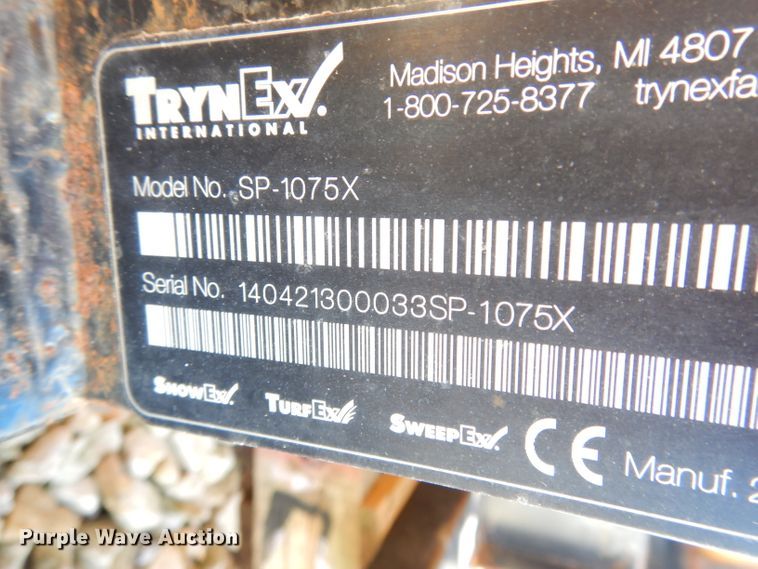 TRYNEX
INTERNATIONAL
Madison Heights, MI 4807
1-800-725-8377 trynexfa
Model No. SP-1075X
Serial No. 140421300033SP-1075X
SNOWEX TURFEX SWEEPEX CE Manuf. 2
Purple Wave Auction